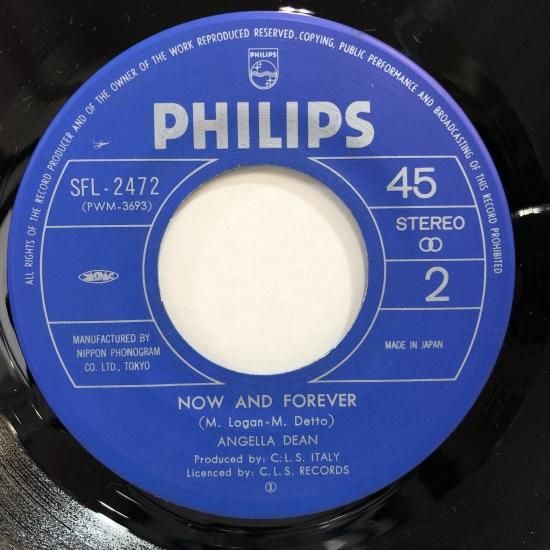 ALL RIGHTS OF THE RECORD PRODUCER AND OF THE OWNER OF THE WORK REPRODUCED RESERVED. COPYING, PUBLIC PERFORMANCE AND BROADCASTING OF THIS RECORD PROHIBITED
PHILIPS
PHILIPS
SFL-2472
(PWM-3693)
45
STEREO
2
JASRAC
MANUFACTURED BY
NIPPON PHONOGRAM
CO. LTD., TOKYO
MADE IN JAPAN
NOW AND FOREVER
(M. Logan-M. Detto)
ANGELLA DEAN
Produced by: C.L.S. ITALY
Licenced by: C.L.S. RECORDS
①